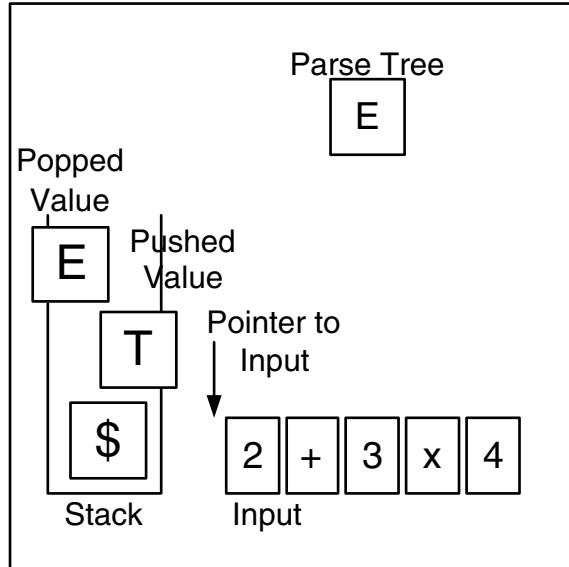 Parse Tree
E
Popped
Value
E
Pushed
Value
T
Pointer to
Input
$
2 + 3 x 4
Stack
Input